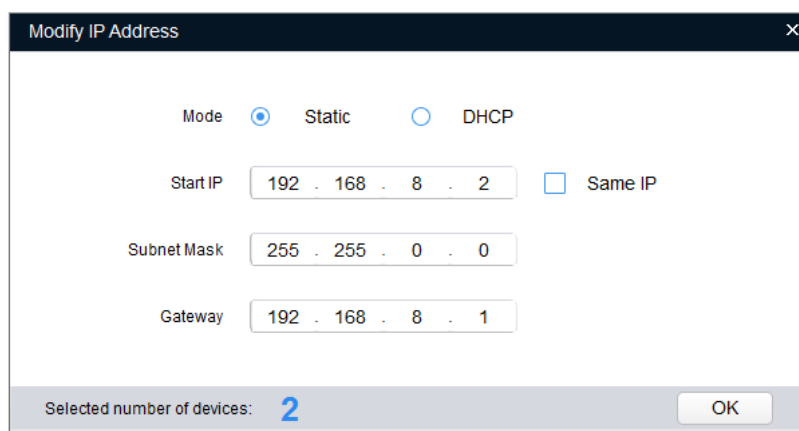 Modify IP Address ×
Mode Static DHCP
Start IP 192 . 168 . 8 . 2 Same IP
Subnet Mask 255 . 255 . 0 . 0
Gateway 192 . 168 . 8 . 1
Selected number of devices: 2 OK